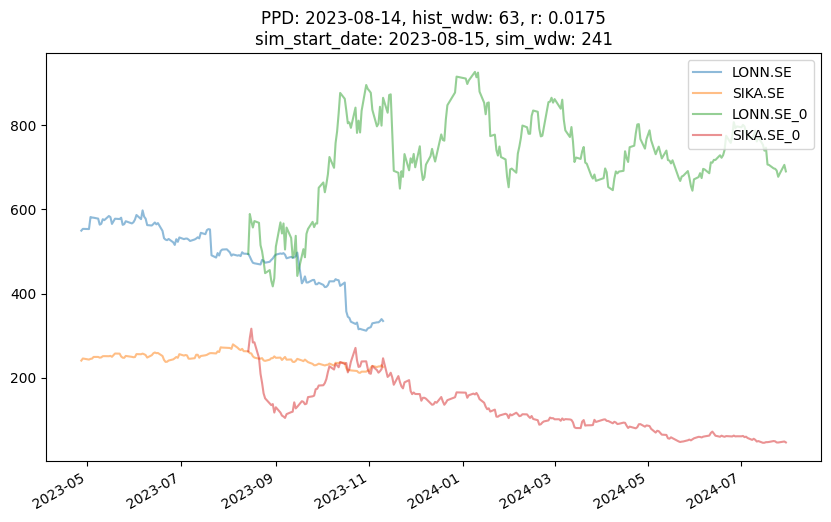 PPD: 2023-08-14, hist_wdw: 63, r: 0.0175
sim_start_date: 2023-08-15, sim_wdw: 241
LONN.SE
SIKA.SE
LONN.SE_0
SIKA.SE_0
800
600
400
200
2023-05
2023-07
2023-09
2023-11
2024-01
2024-03
2024-05
2024-07